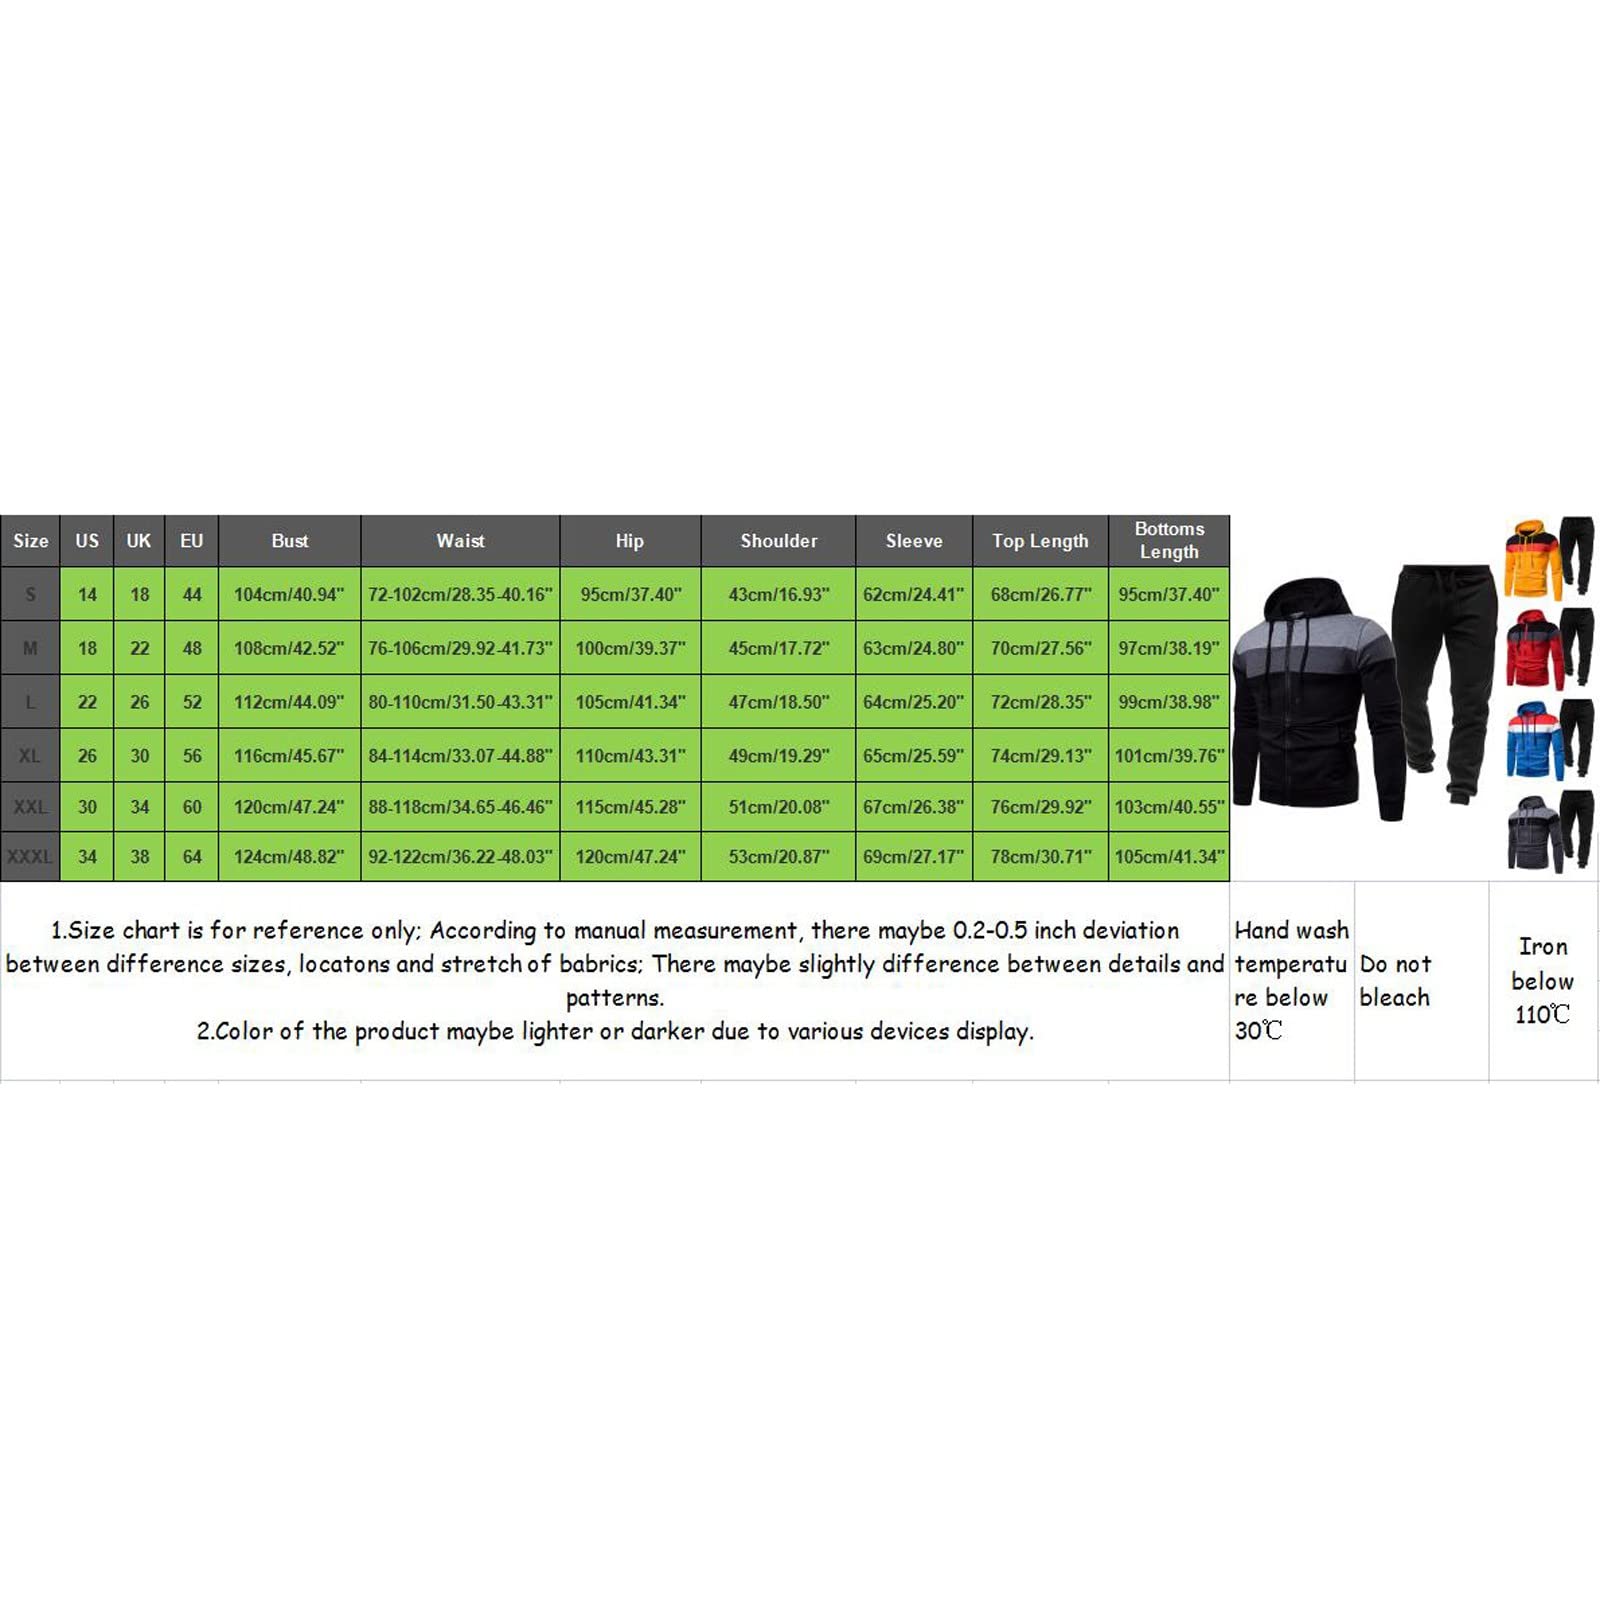 Size US UK EU Bust Waist Hip Shoulder Sleeve Top Length Bottoms Length
S 14 18 44 104cm/40.94" 72-102cm/28.35-40.16" 95cm/37.40" 43cm/16.93" 62cm/24.41" 68cm/26.77" 95cm/37.40"
M 18 22 48 108cm/42.52" 76-106cm/29.92-41.73" 100cm/39.37" 45cm/17.72" 63cm/24.80" 70cm/27.56" 97cm/38.19"
L 22 26 52 112cm/44.09" 80-110cm/31.50-43.31" 105cm/41.34" 47cm/18.50" 64cm/25.20" 72cm/28.35" 99cm/38.98"
XL 26 30 56 116cm/45.67" 84-114cm/33.07-44.88" 110cm/43.31" 49cm/19.29" 65cm/25.59" 74cm/29.13" 101cm/39.76"
XXL 30 34 60 120cm/47.24" 88-118cm/34.65-46.46" 115cm/45.28" 51cm/20.08" 67cm/26.38" 76cm/29.92" 103cm/40.55"
XXXL 34 38 64 124cm/48.82" 92-122cm/36.22-48.03" 120cm/47.24" 53cm/20.87" 69cm/27.17" 78cm/30.71" 105cm/41.34"
1.Size chart is for reference only; According to manual measurement, there maybe 0.2-0.5 inch deviation
between difference sizes, locatons and stretch of babrics; There maybe slightly difference between details and
patterns.
2.Color of the product maybe lighter or darker due to various devices display.
Hand wash
temperatu
re below
30℃
Do not
bleach
Iron
below
110℃